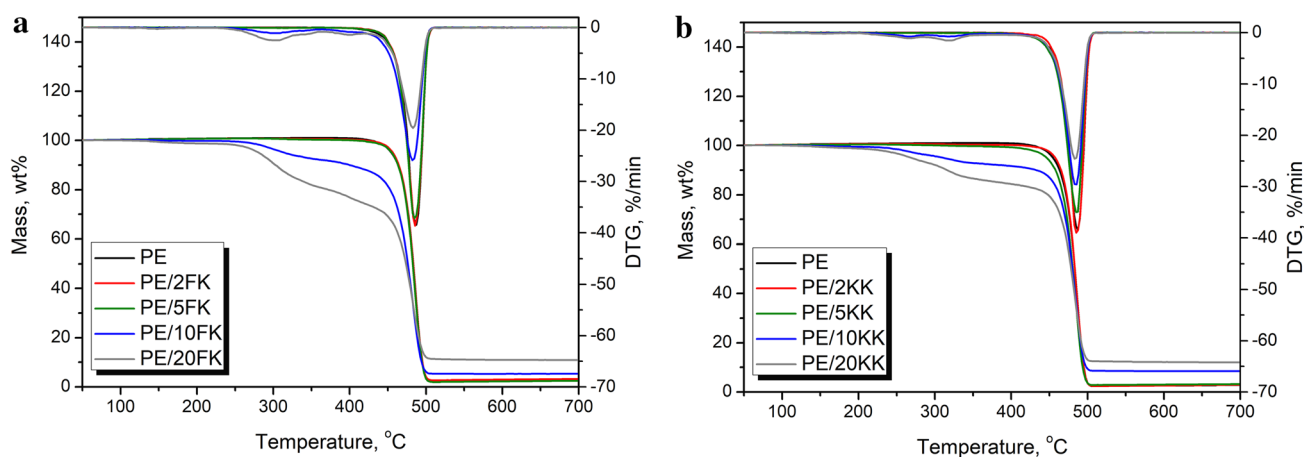 a
Mass, wt%
140
120
100
80
60
40
20
0
PE
PE/2FK
PE/5FK
PE/10FK
PE/20FK
0
-10
-20
-30
-40
-50
-60
-70
DTG, %/min
100 200 300 400 500 600 700
Temperature, °C
b
Mass, wt%
140
120
100
80
60
40
20
0
PE
PE/2KK
PE/5KK
PE/10KK
PE/20KK
0
-10
-20
-30
-40
-50
-60
-70
DTG, %/min
100 200 300 400 500 600 700
Temperature, °C